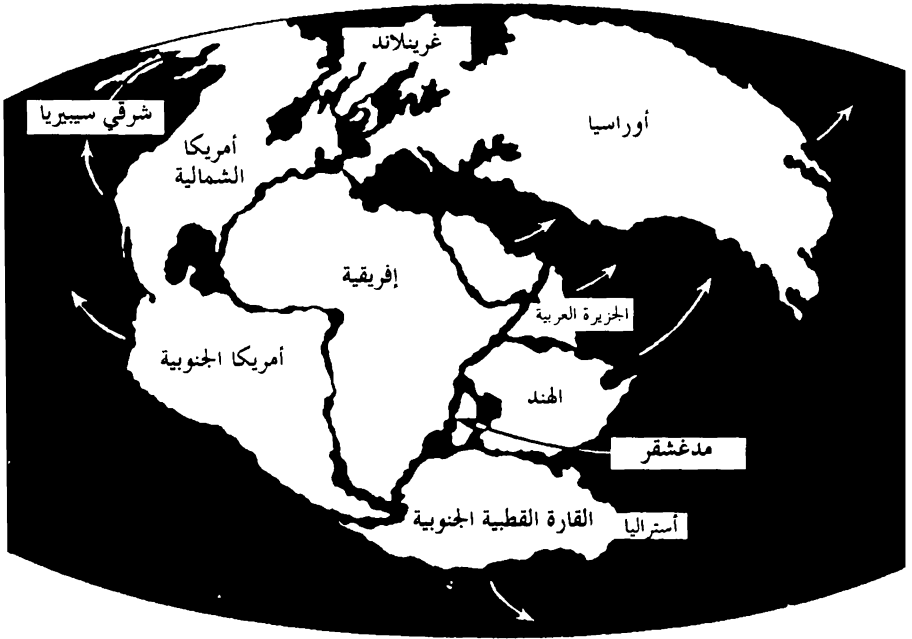 غرينلاند
شرقي سيبيريا
أوراسيا
أمريكا
الشمالية
إفريقية
الجزيرة العربية
أمريكا الجنوبية
الهند
مدغشقر
القارة القطبية الجنوبية
أستراليا